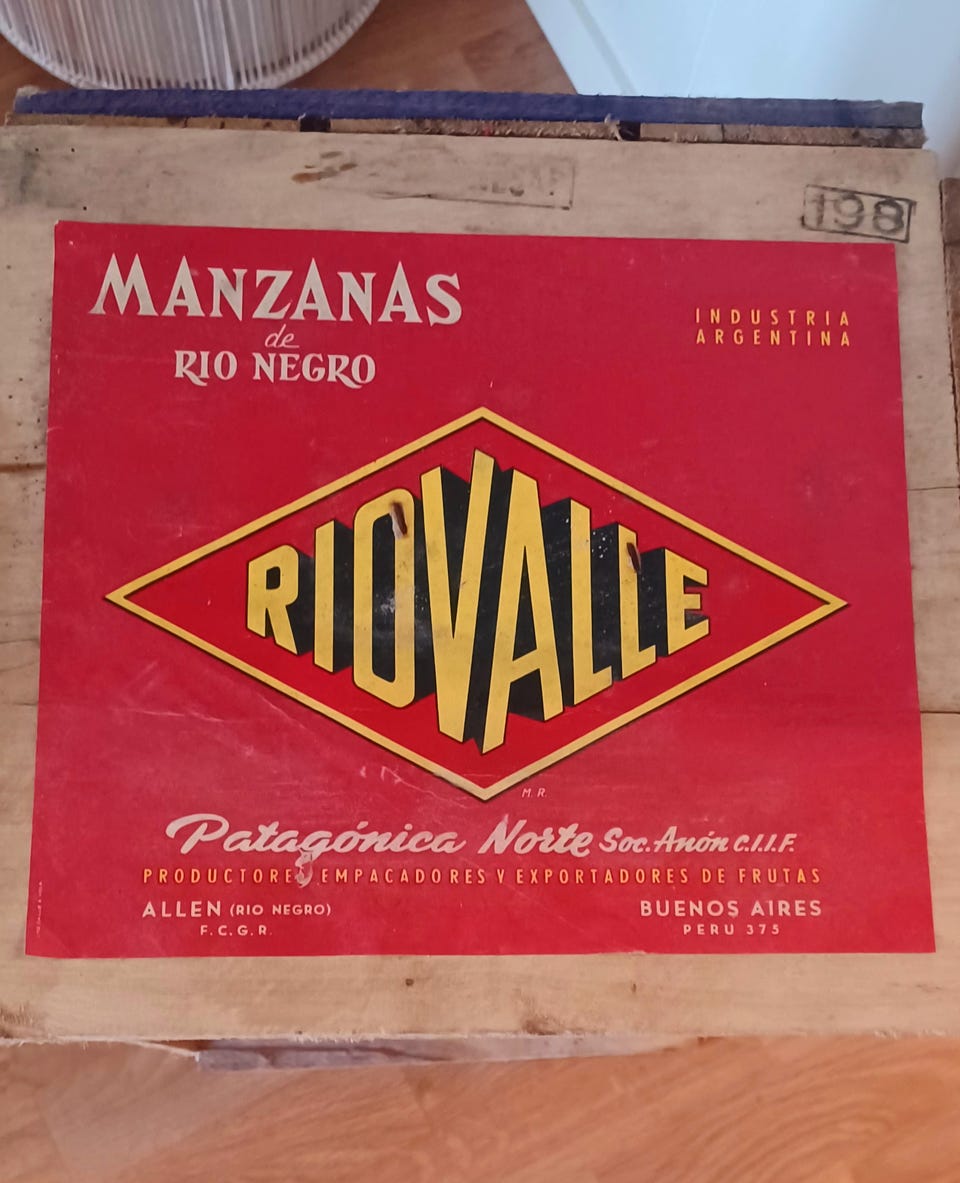 198
MANZANAS
de
RIO NEGRO
INDUSTRIA
ARGENTINA
RIOVALLE
M.R.
Patagónica Norte Soc. Anón C.I.I.F.
PRODUCTORES EMPACADORES Y EXPORTADORES DE FRUTAS
ALLEN (RIO NEGRO)
F.C.G.R.
BUENOS AIRES
PERU 375